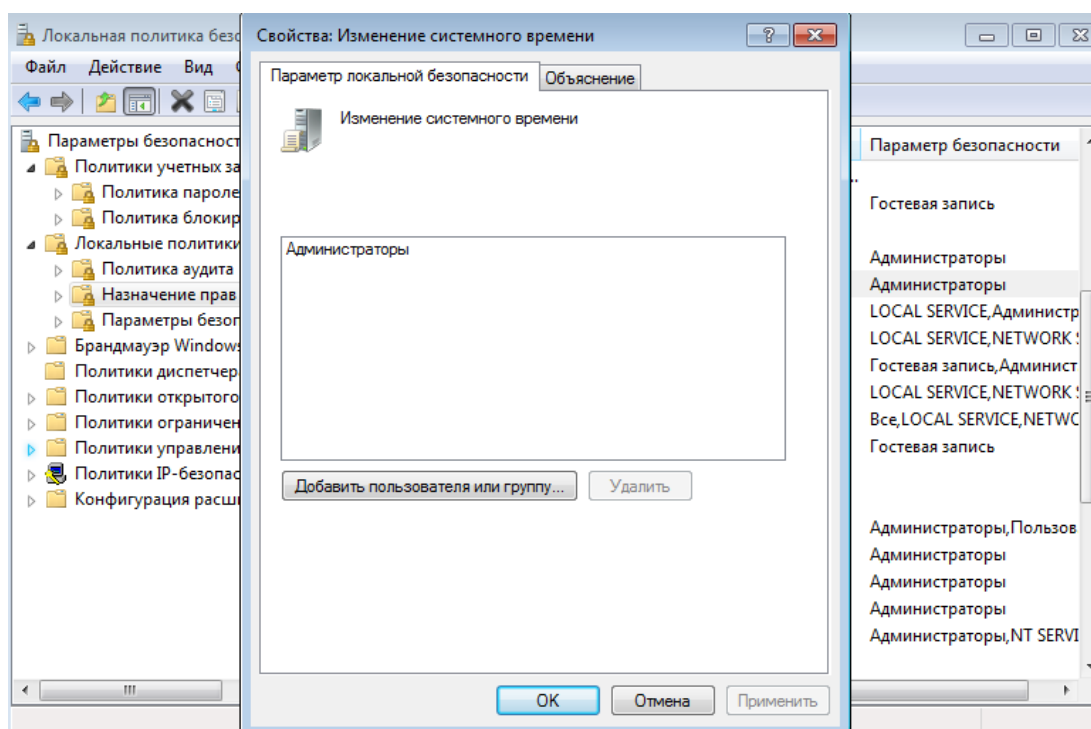 Локальная политика безо
Файл Действие Вид
Параметры безопасност
Политики учетных за
Политика пароле
Политика блокир
Локальные политики
Политика аудита
Назначение прав
Параметры безоп
Брандмауэр Windows
Политики диспетчер
Политики открытого
Политики ограничен
Политики управлени
Политики IP-безопас
Конфигурация расши
Свойства: Изменение системного времени
Параметр локальной безопасности
Объяснение
Изменение системного времени
Администраторы
Добавить пользователя или группу...
Удалить
OK
Отмена
Применить
Параметр безопасности
..
Гостевая запись
Администраторы
Администраторы
LOCAL SERVICE,Администр
LOCAL SERVICE,NETWORK S
Гостевая запись,Админист
LOCAL SERVICE,NETWORK S
Все,LOCAL SERVICE,NETWO
Гостевая запись
Администраторы,Пользов
Администраторы
Администраторы
Администраторы
Администраторы,NT SERVI